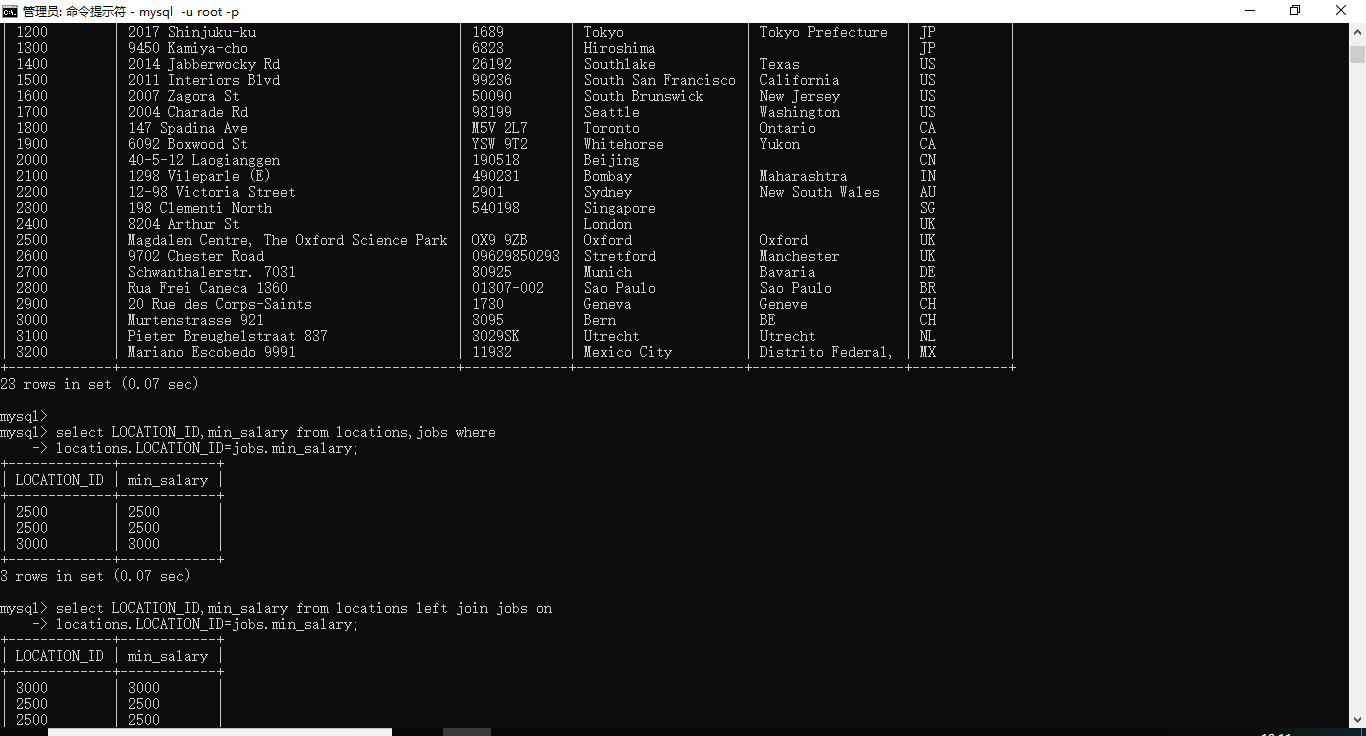 管理员: 命令提示符 - mysql  -u root -p
| 1200 | 2017 Shinjuku-ku | 1689 | Tokyo | Tokyo Prefecture | JP |
| 1300 | 9450 Kamiya-cho | 6823 | Hiroshima | | JP |
| 1400 | 2014 Jabberwocky Rd | 26192 | Southlake | Texas | US |
| 1500 | 2011 Interiors Blvd | 99236 | South San Francisco | California | US |
| 1600 | 2007 Zagora St | 50090 | South Brunswick | New Jersey | US |
| 1700 | 2004 Charade Rd | 98199 | Seattle | Washington | US |
| 1800 | 147 Spadina Ave | M5V 2L7 | Toronto | Ontario | CA |
| 1900 | 6092 Boxwood St | YSW 9T2 | Whitehorse | Yukon | CA |
| 2000 | 40-5-12 Laogianggen | 190518 | Beijing | | CN |
| 2100 | 1298 Vileparle (E) | 490231 | Bombay | Maharashtra | IN |
| 2200 | 12-98 Victoria Street | 2901 | Sydney | New South Wales | AU |
| 2300 | 198 Clementi North | 540198 | Singapore | | SG |
| 2400 | 8204 Arthur St | | London | | UK |
| 2500 | Magdalen Centre, The Oxford Science Park | OX9 9ZB | Oxford | Oxford | UK |
| 2600 | 9702 Chester Road | 09629850293 | Stretford | Manchester | UK |
| 2700 | Schwanthalerstr. 7031 | 80925 | Munich | Bavaria | DE |
| 2800 | Rua Frei Caneca 1360 | 01307-002 | Sao Paulo | Sao Paulo | BR |
| 2900 | 20 Rue des Corps-Saints | 1730 | Geneva | Geneve | CH |
| 3000 | Murtenstrasse 921 | 3095 | Bern | BE | CH |
| 3100 | Pieter Breughelstraat 837 | 3029SK | Utrecht | Utrecht | NL |
| 3200 | Mariano Escobedo 9991 | 11932 | Mexico City | Distrito Federal, | MX |
23 rows in set (0.07 sec)
mysql>
mysql> select LOCATION_ID,min_salary from locations,jobs where
-> locations.LOCATION_ID=jobs.min_salary;
| LOCATION_ID | min_salary |
| 2500 | 2500 |
| 2500 | 2500 |
| 3000 | 3000 |
3 rows in set (0.07 sec)
mysql> select LOCATION_ID,min_salary from locations left join jobs on
-> locations.LOCATION_ID=jobs.min_salary;
| LOCATION_ID | min_salary |
| 3000 | 3000 |
| 2500 | 2500 |
| 2500 | 2500 |